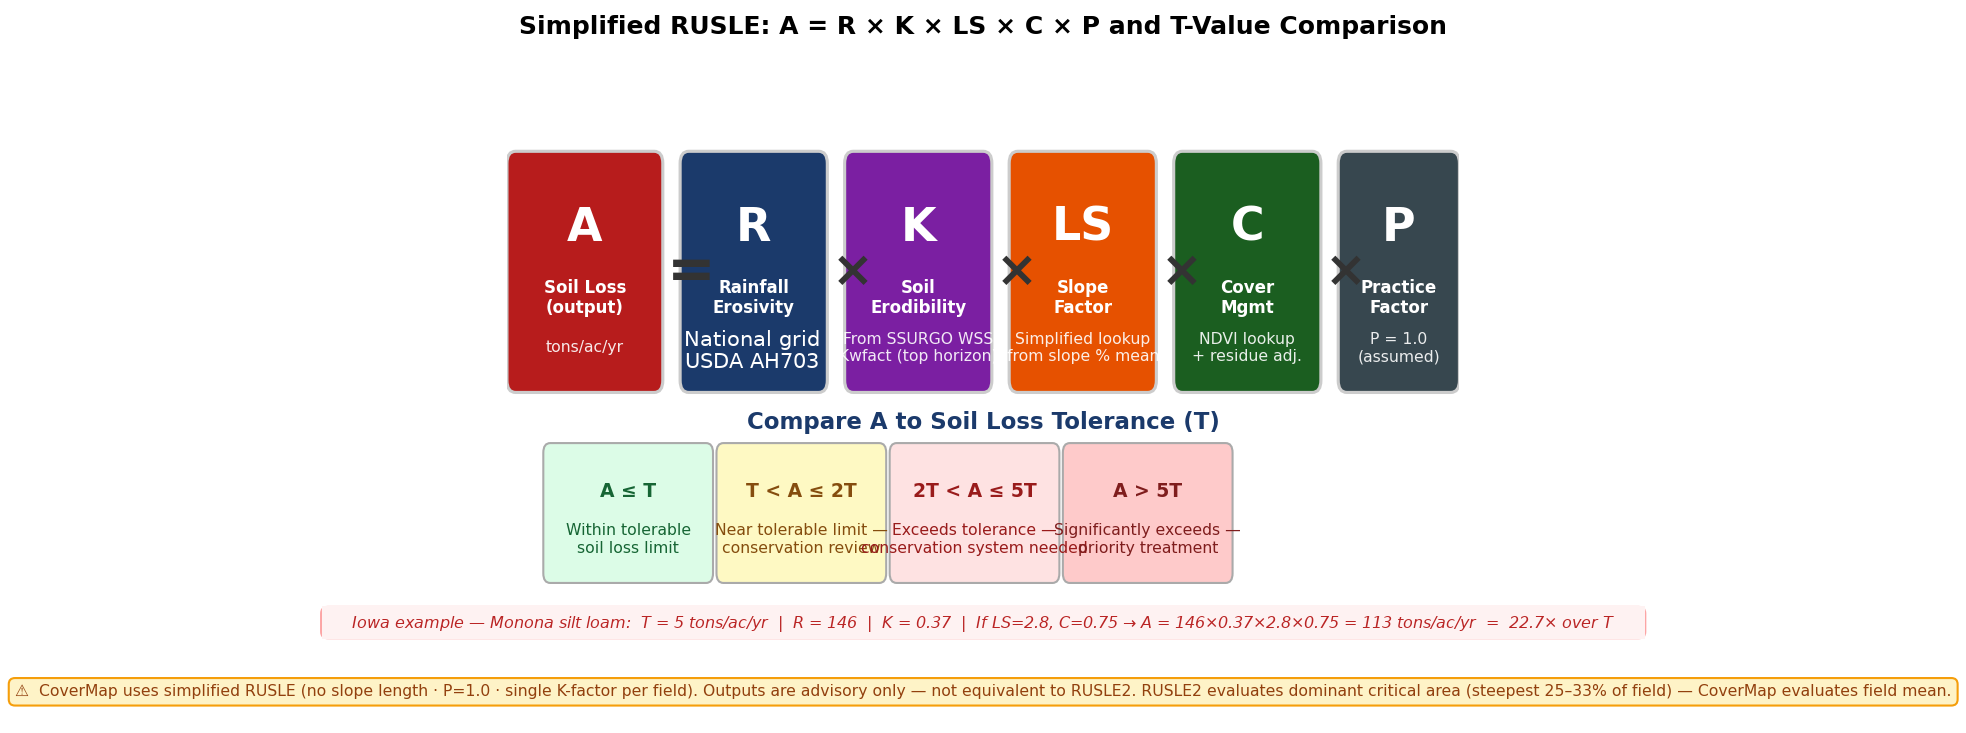 Simplified RUSLE: A = R × K × LS × C × P and T-Value Comparison
A
=
R
×
K
×
LS
×
C
×
P
Soil Loss
(output)
tons/ac/yr
Rainfall
Erosivity
National grid
USDA AH703
Soil
Erodibility
From SSURGO WSS
Kwfact (top horizon
Slope
Factor
Simplified lookup
from slope % mean
Cover
Mgmt
NDVI lookup
+ residue adj.
Practice
Factor
P = 1.0
(assumed)
Compare A to Soil Loss Tolerance (T)
A ≤ T
Within tolerable
soil loss limit
T < A ≤ 2T
Near tolerable limit —
conservation review
2T < A ≤ 5T
Exceeds tolerance —
conservation system needed
A > 5T
Significantly exceeds —
priority treatment
Iowa example — Monona silt loam: T = 5 tons/ac/yr | R = 146 | K = 0.37 | If LS=2.8, C=0.75 → A = 146×0.37×2.8×0.75 = 113 tons/ac/yr = 22.7× over T
⚠ CoverMap uses simplified RUSLE (no slope length · P=1.0 · single K-factor per field). Outputs are advisory only — not equivalent to RUSLE2. RUSLE2 evaluates dominant critical area (steepest 25–33% of field) — CoverMap evaluates field mean.